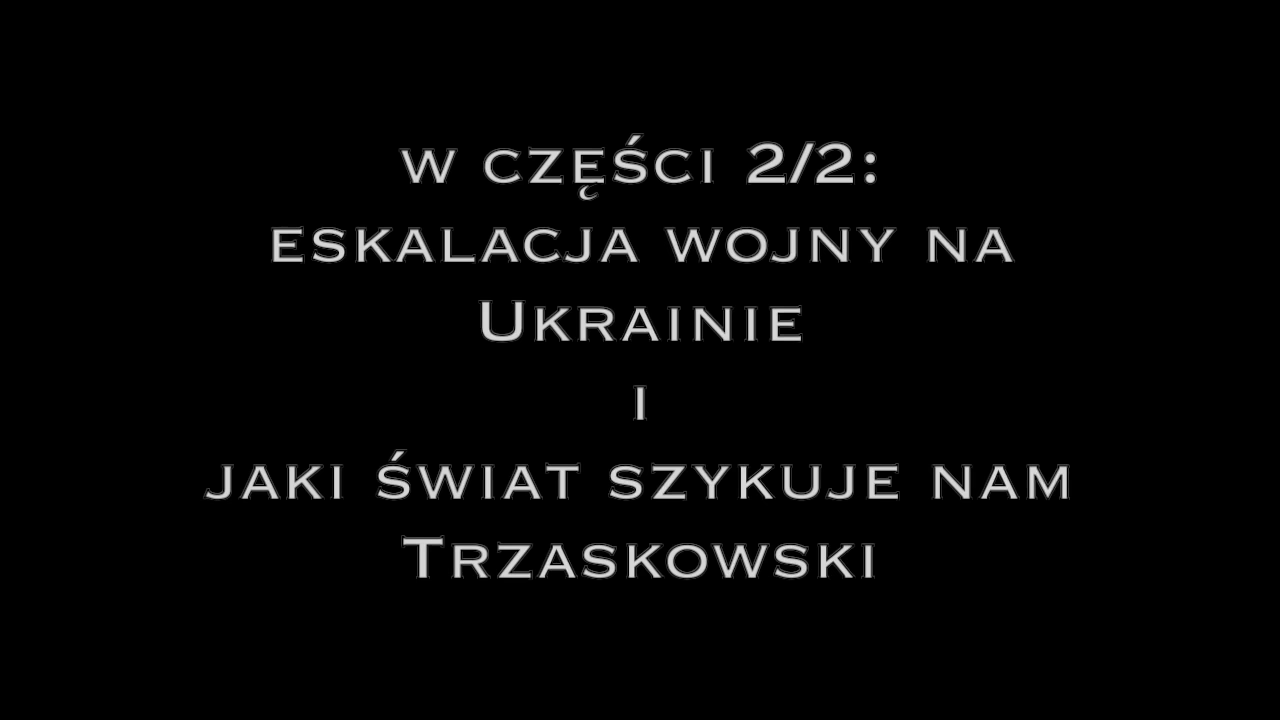 w części 2/2:
eskalacja wojny na
Ukrainie
i
jaki świat szykuje nam
Trzaskowski